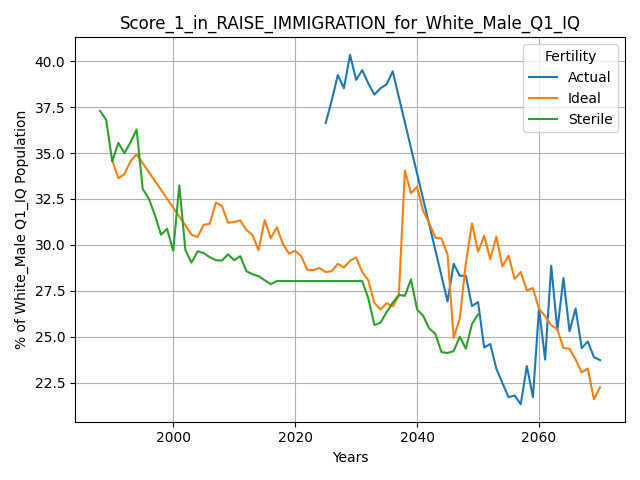 Score_1_in_RAISE_IMMIGRATION_for_White_Male_Q1_IQ
% of White_Male Q1_IQ Population
40.0
37.5
35.0
32.5
30.0
27.5
25.0
22.5
Fertility
Actual
Ideal
Sterile
2000
2020
2040
2060
Years